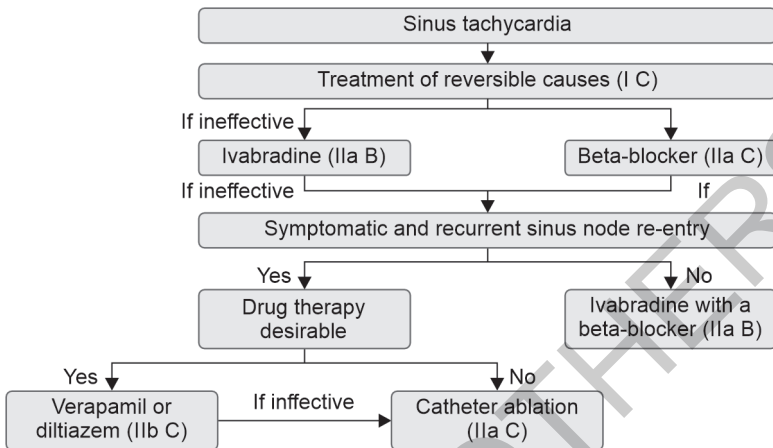 Sinus tachycardia
Treatment of reversible causes (I C)
If ineffective
Ivabradine (IIa B)
Beta-blocker (IIa C)
If ineffective
If
Symptomatic and recurrent sinus node re-entry
Yes
No
Drug therapy
desirable
Ivabradine with a
beta-blocker (IIa B)
Yes
No
Verapamil or
diltiazem (IIb C)
If inffective
Catheter ablation
(IIa C)